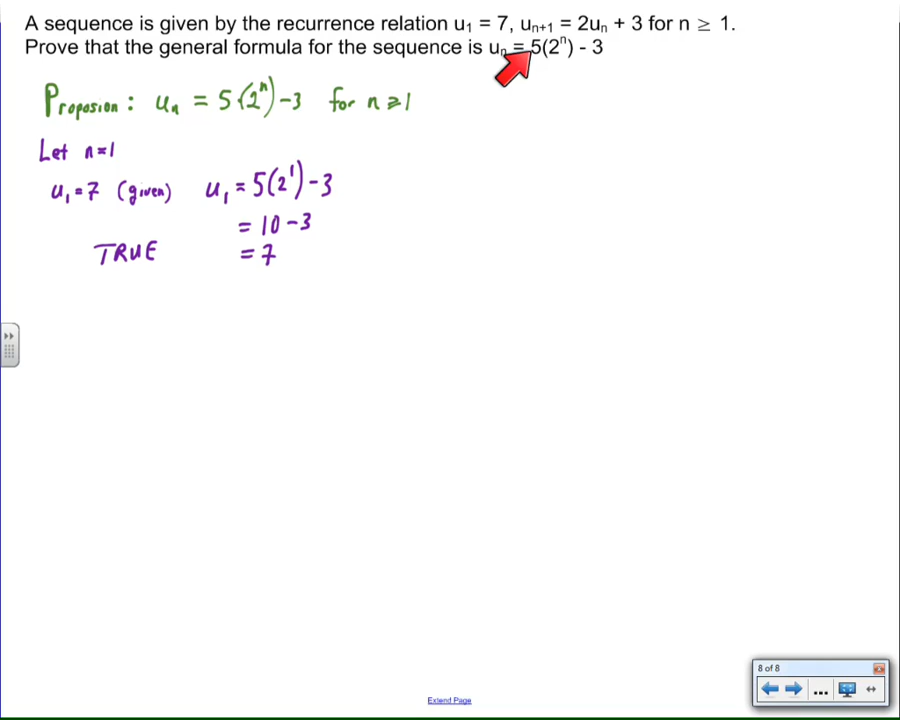 A sequence is given by the recurrence relation u₁ = 7, uₙ₊₁ = 2uₙ + 3 for n ≥ 1.
Prove that the general formula for the sequence is uₙ = 5(2ⁿ) - 3
Proposion : uₙ = 5(2ⁿ) - 3 for n ≥ 1
Let n = 1
u₁ = 7 (given) u₁ = 5(2¹) - 3
= 10 - 3
TRUE = 7
8 of 8
...
Extend Page